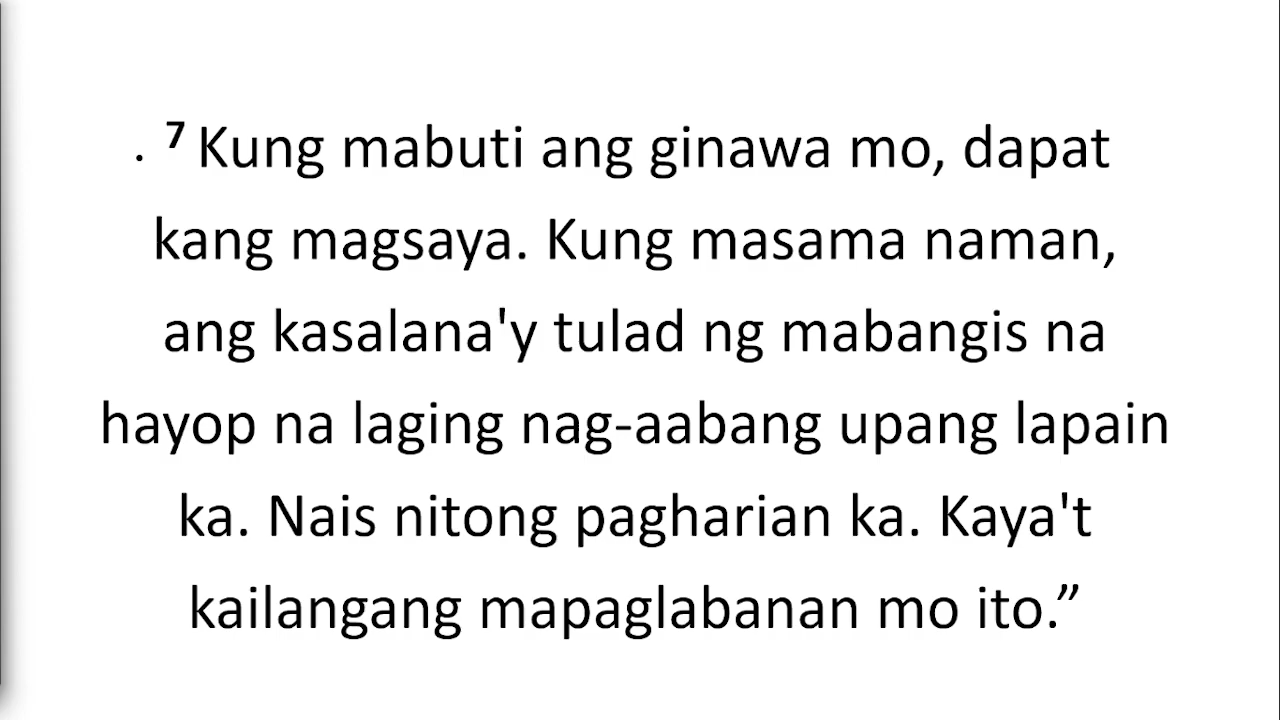 . 7 Kung mabuti ang ginawa mo, dapat
kang magsaya. Kung masama naman,
ang kasalana'y tulad ng mabangis na
hayop na laging nag-aabang upang lapain
ka. Nais nitong pagharian ka. Kaya't
kailangang mapaglabanan mo ito.”